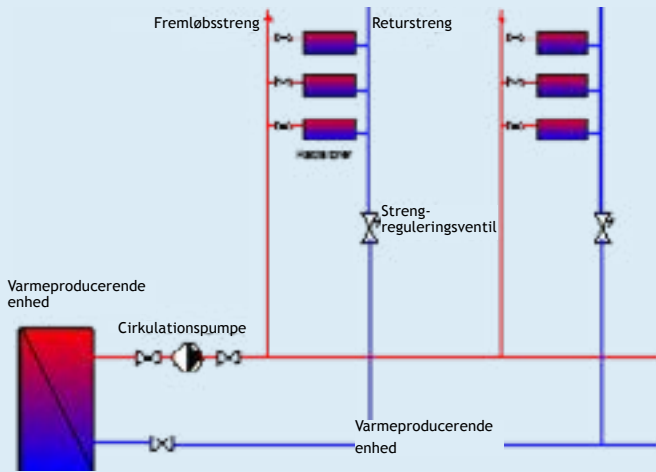 Fremløbsstreng
Returstreng
Streng-
reguleringsventil
Varmeproducerende
enhed
Cirkulationspumpe
Varmeproducerende
enhed